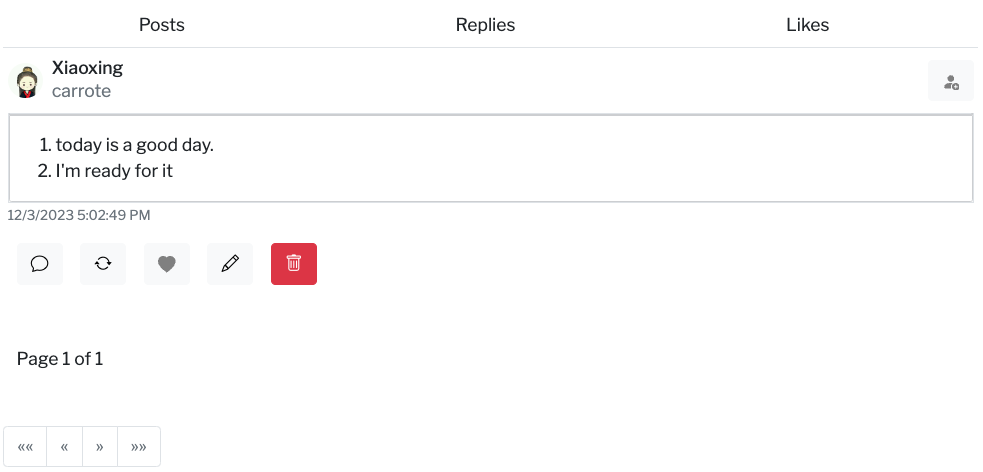 Posts Replies Likes
Xiaoxing
carrote
1. today is a good day.
2. I'm ready for it
12/3/2023 5:02:49 PM
Page 1 of 1
«« « » »»